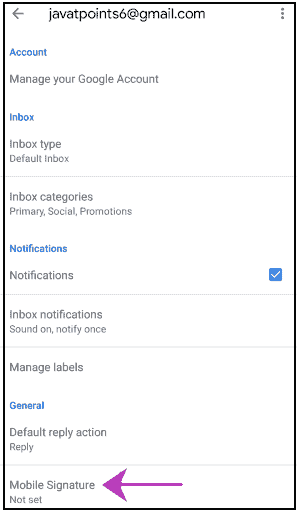 javatpoints6@gmail.com
Account
Manage your Google Account
Inbox
Inbox type
Default Inbox
Inbox categories
Primary, Social, Promotions
Notifications
Notifications
Inbox notifications
Sound on, notify once
Manage labels
General
Default reply action
Reply
Mobile Signature
Not set